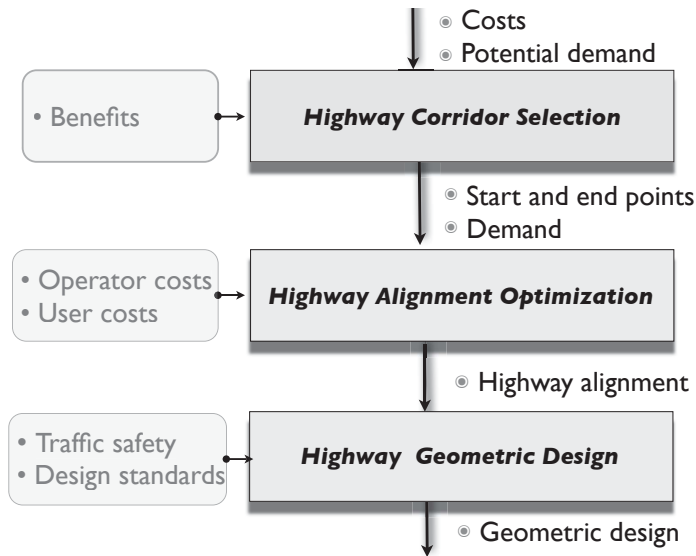 Costs
Potential demand
• Benefits
Highway Corridor Selection
Start and end points
Demand
• Operator costs
• User costs
Highway Alignment Optimization
Highway alignment
• Traffic safety
• Design standards
Highway Geometric Design
Geometric design